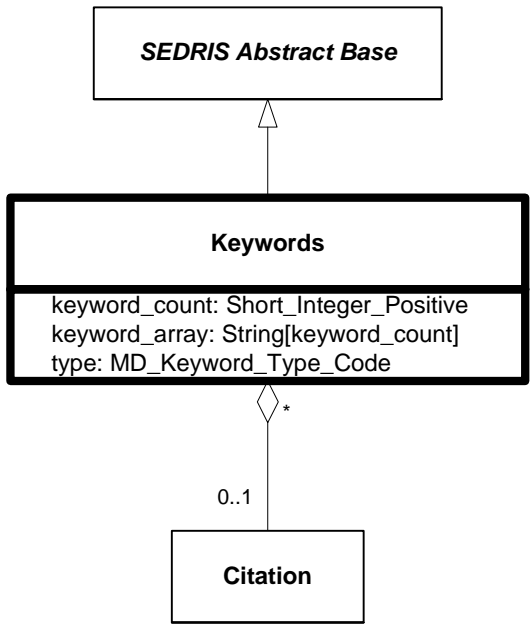 SEDRIS Abstract Base
Keywords
keyword_count: Short_Integer_Positive
keyword_array: String[keyword_count]
type: MD_Keyword_Type_Code
*
0..1
Citation